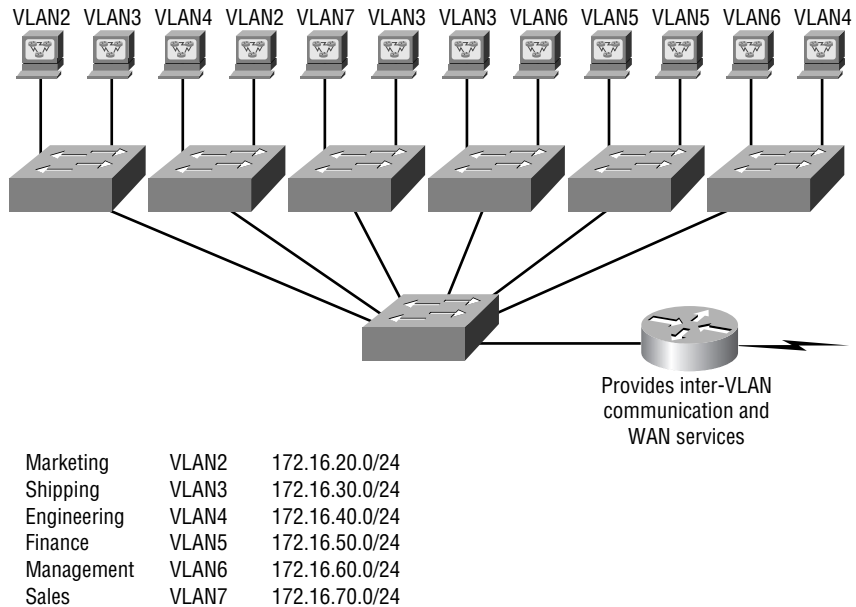 VLAN2 VLAN3 VLAN4 VLAN2 VLAN7 VLAN3 VLAN3 VLAN6 VLAN5 VLAN5 VLAN6 VLAN4
Provides inter-VLAN
communication and
WAN services
Marketing VLAN2 172.16.20.0/24
Shipping VLAN3 172.16.30.0/24
Engineering VLAN4 172.16.40.0/24
Finance VLAN5 172.16.50.0/24
Management VLAN6 172.16.60.0/24
Sales VLAN7 172.16.70.0/24